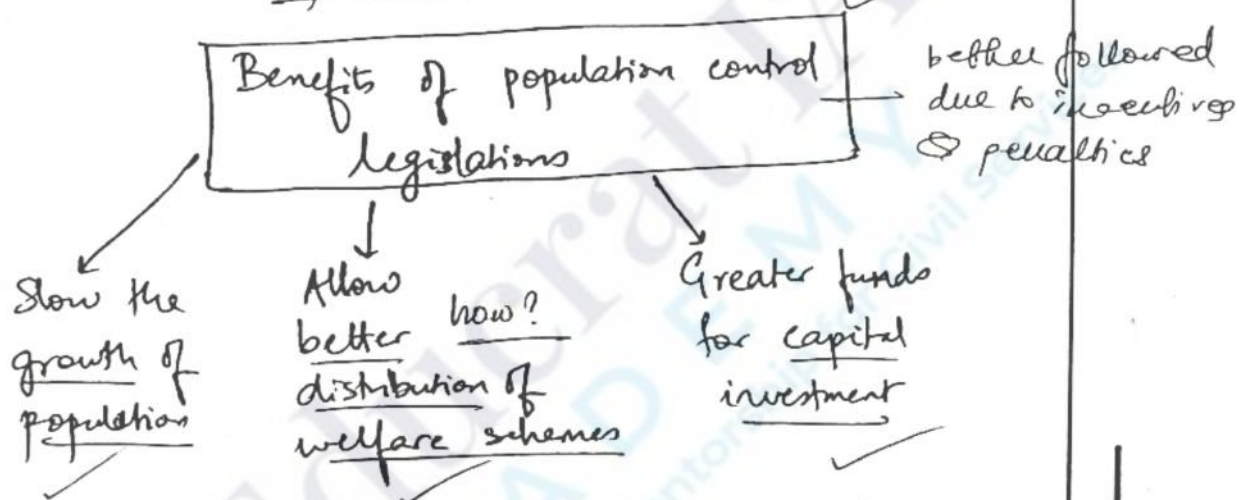 Benefits of population control
legislations
better followed
due to incentives
& penalties
Slow the
growth of
population
Allow
better how?
distribution of
welfare schemes
Greater funds
for capital
investment